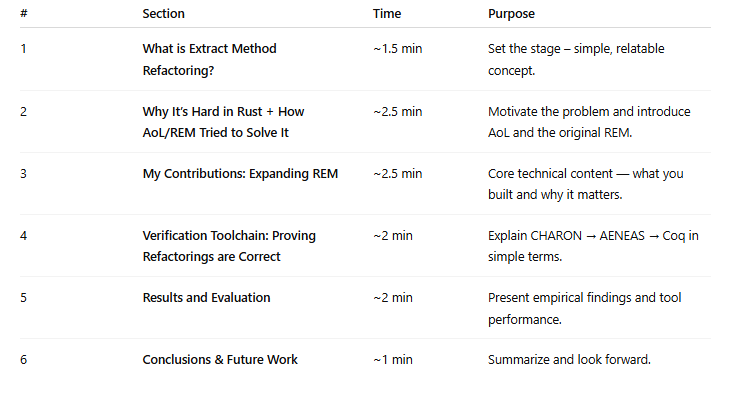 # Section Time Purpose
1 What is Extract Method ~1.5 min Set the stage – simple, relatable
Refactoring? concept.
2 Why It's Hard in Rust + How ~2.5 min Motivate the problem and introduce
AoL/REM Tried to Solve It AoL and the original REM.
3 My Contributions: Expanding REM ~2.5 min Core technical content — what you
built and why it matters.
4 Verification Toolchain: Proving ~2 min Explain CHARON → AENEAS → Coq in
Refactorings are Correct simple terms.
5 Results and Evaluation ~2 min Present empirical findings and tool
performance.
6 Conclusions & Future Work ~1 min Summarize and look forward.